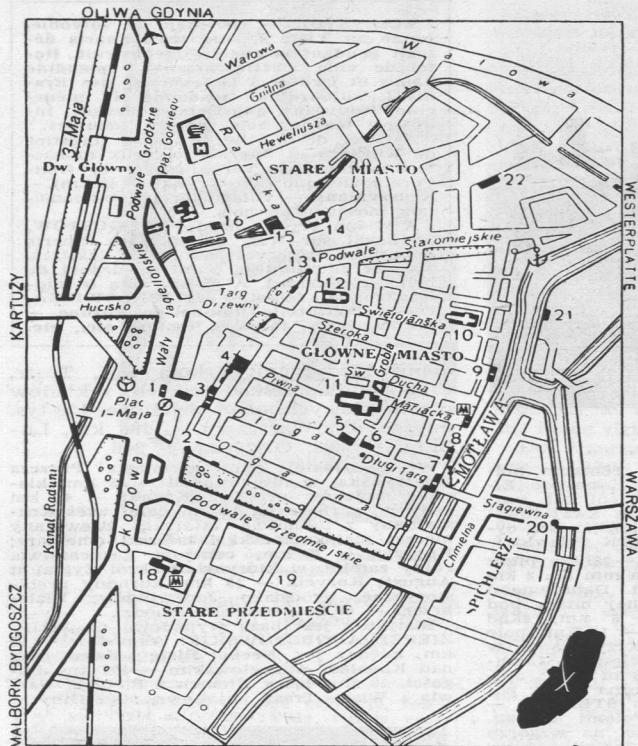 OLIWA GDYNIA
Wałowa
Wałowa
Gnilna
Heweliusza
3-Maja
Podwale Grodzkie
Plac Gorkiego
Rajska
Dw. Główny
STARE MIASTO
22
WESTERPLATTE
17
16
15
14
Podwale Staromiejskie
13
KARTUZY
Hucisko
Wały Jagiellońskie
Targ Drzewny
12
Świętojańska
10
21
Szeroka
GŁÓWNE MIASTO
Grobla
4
Piwna
Św Ducha
9
1
3
11
Mariacka
Plac I-Maja
Długa
5
6
8
MOTŁAWA
2
Ogarna
Długi Targ
7
Kanał Raduni
Okopowa
Podwale Przedmiejskie
Stągiewna
20
WARSZAWA
Chmielna
SPICHLERZE
18
19
STARE PRZEDMIEŚCIE
MALBORK BYDGOSZCZ